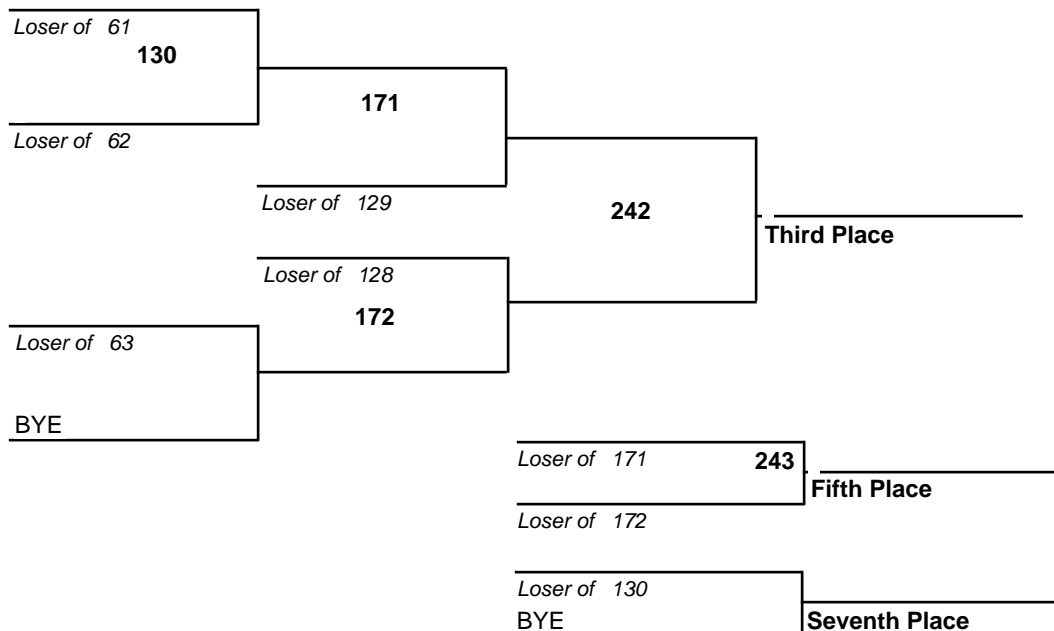 Loser of 61
130
171
Loser of 62
Loser of 129
242
Third Place
Loser of 128
172
Loser of 63
BYE
Loser of 171
243
Fifth Place
Loser of 172
Loser of 130
BYE
Seventh Place